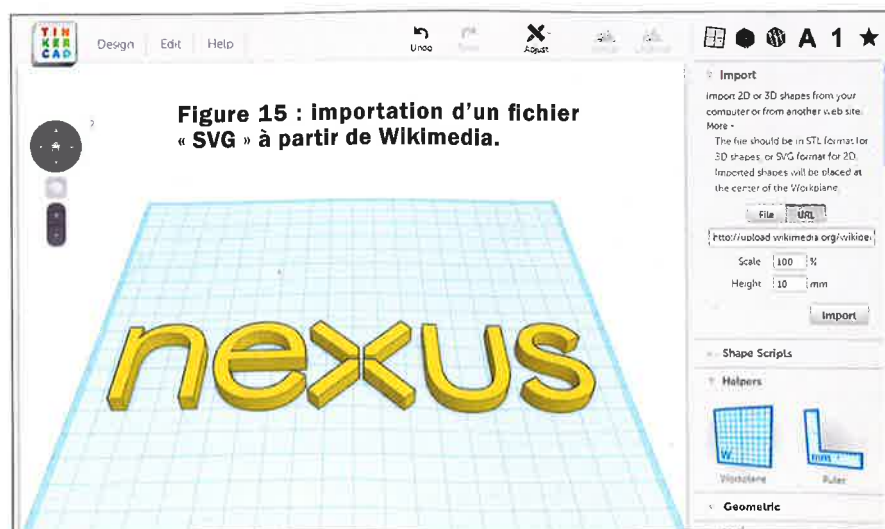 TIN
KER
CAD
Design
Edit
Help
Undo
Adjust
A 1
Figure 15 : importation d'un fichier
« SVG » à partir de Wikimedia.
nexus
Import
Import 2D or 3D shapes from your
computer or from another web site.
More
The file should be in STL format for
3D shapes, or SVG format for 2D.
Imported shapes will be placed at
the center of the Workplane.
File URL
http://upload.wikimedia.org/wikipe
Scale 100 %
Height 10 mm
Import
Shape Scripts
Helpers
W
mm
Workplane
Ruler
Geometric